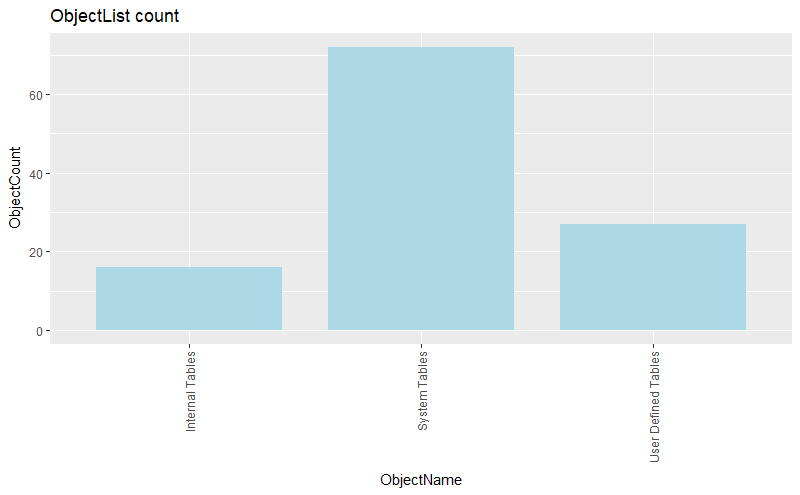 ObjectList count
ObjectCount
60
40
20
0
Internal Tables
System Tables
User Defined Tables
ObjectName